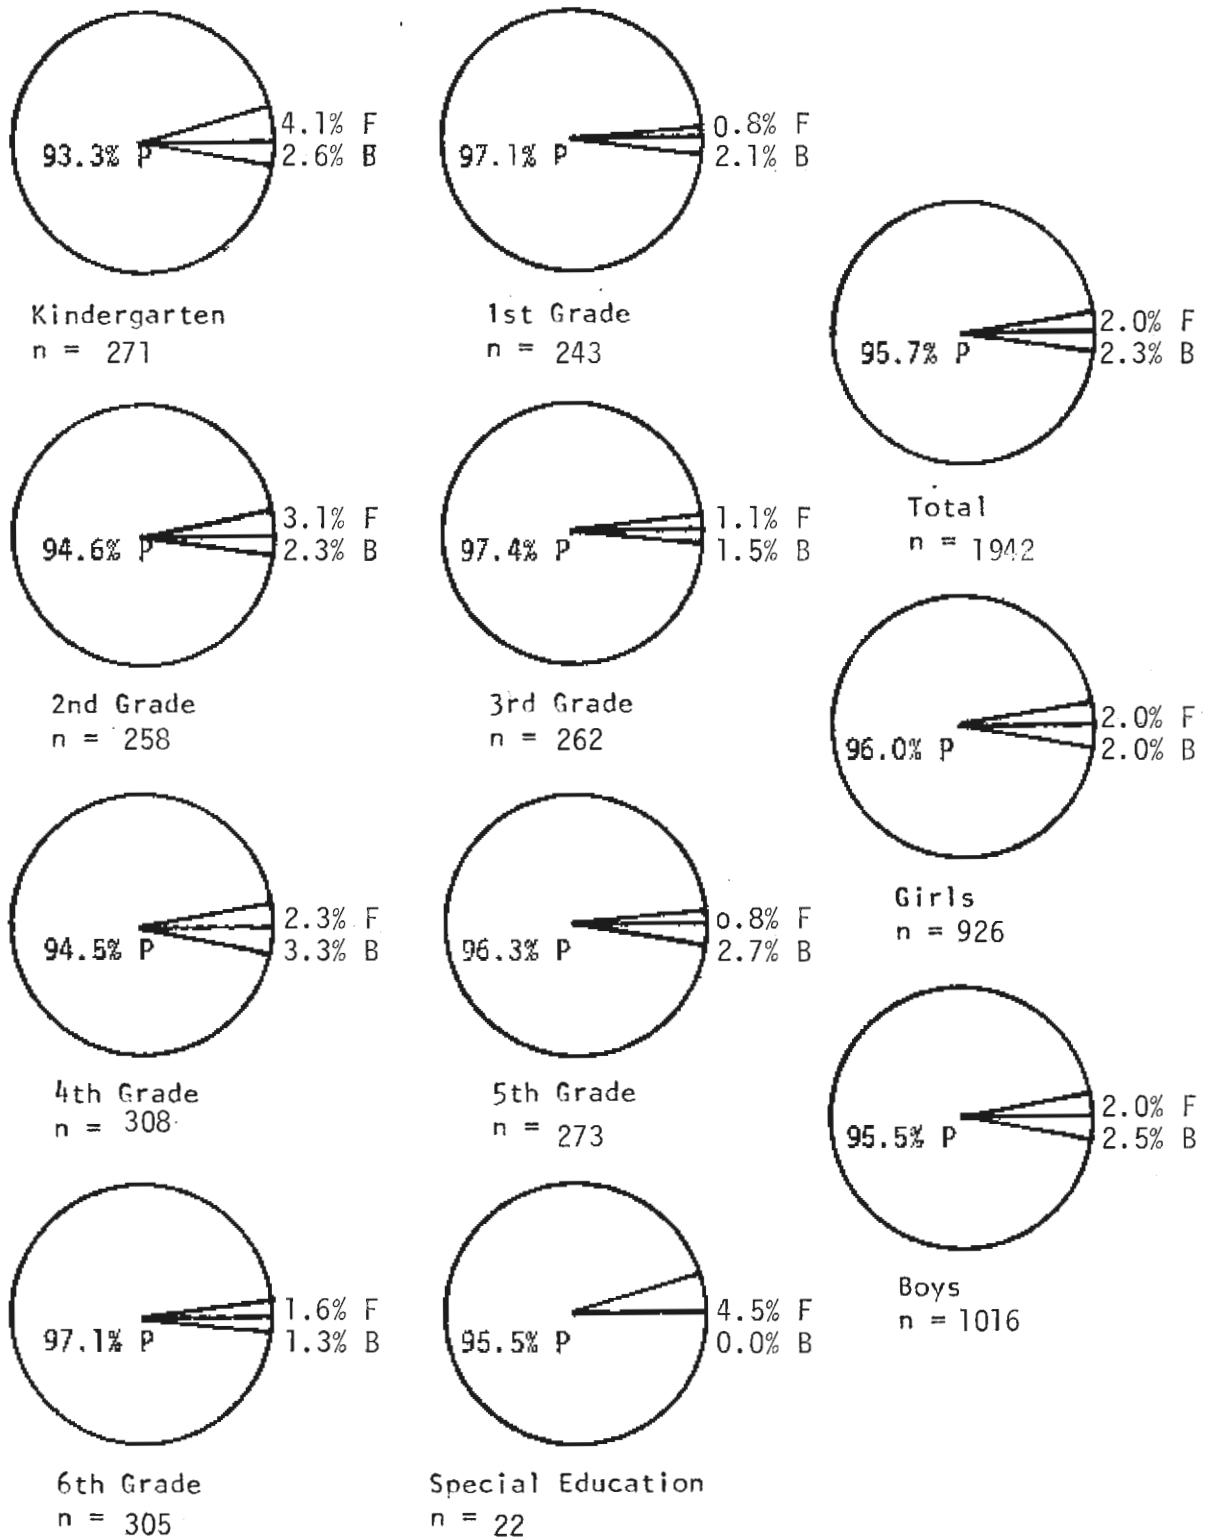 4.1% F
93.3% P
2.6% B
Kindergarten
n = 271
0.8% F
97.1% P
2.1% B
1st Grade
n = 243
2.0% F
95.7% P
2.3% B
Total
n = 1942
3.1% F
94.6% P
2.3% B
2nd Grade
n = 258
1.1% F
97.4% P
1.5% B
3rd Grade
n = 262
2.0% F
96.0% P
2.0% B
Girls
n = 926
2.3% F
94.5% P
3.3% B
4th Grade
n = 308
0.8% F
96.3% P
2.7% B
5th Grade
n = 273
2.0% F
95.5% P
2.5% B
Boys
n = 1016
1.6% F
97.1% P
1.3% B
6th Grade
n = 305
4.5% F
95.5% P
0.0% B
Special Education
n = 22